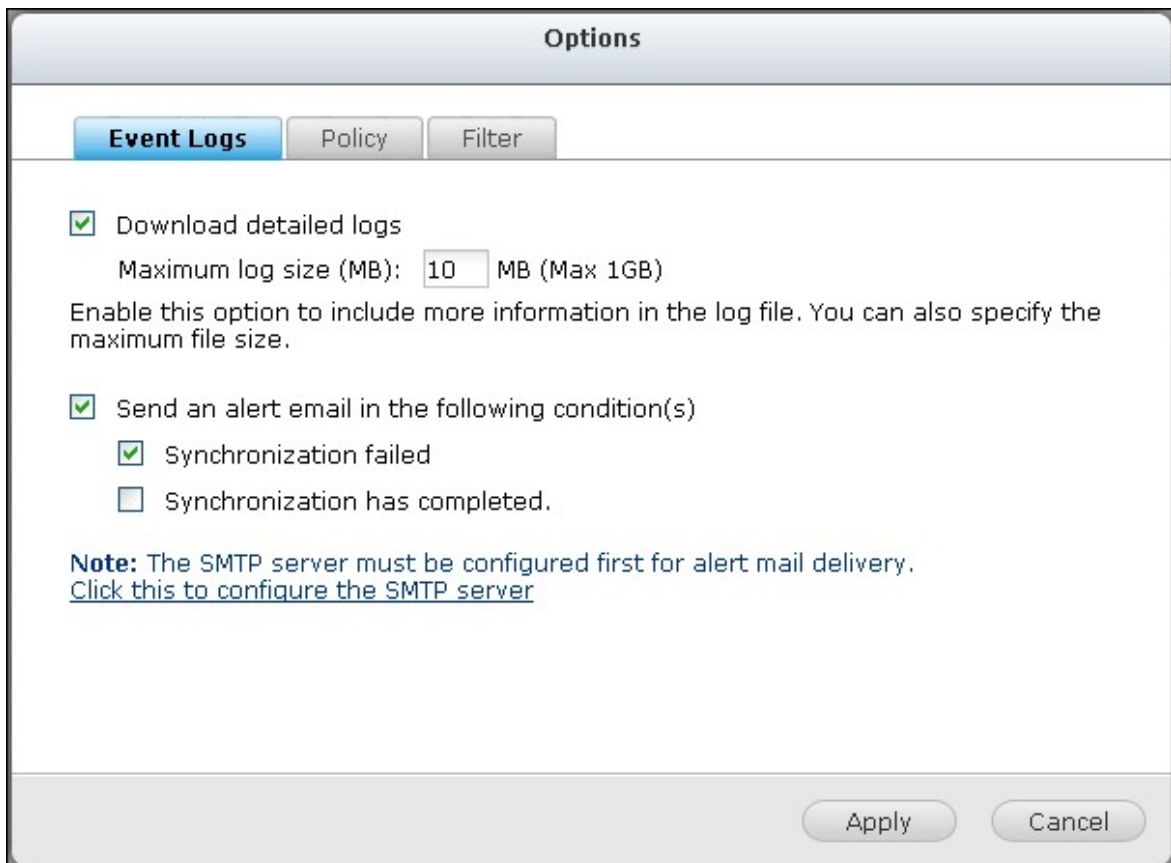 Options
Event Logs Policy Filter
Download detailed logs
Maximum log size (MB): 10 MB (Max 1GB)
Enable this option to include more information in the log file. You can also specify the
maximum file size.
Send an alert email in the following condition(s)
Synchronization failed
Synchronization has completed.
Note: The SMTP server must be configured first for alert mail delivery.
Click this to configure the SMTP server
Apply Cancel